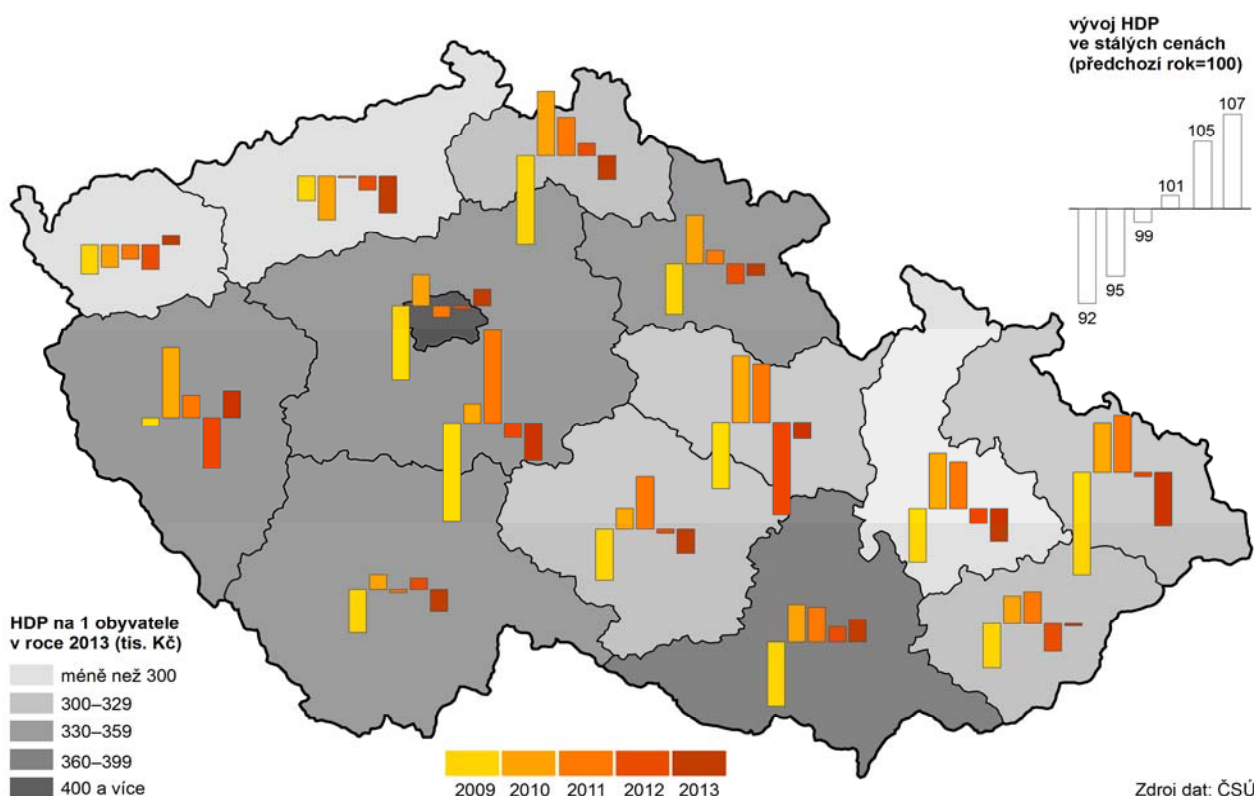 vývoj HDP
ve stálých cenách
(předchozí rok=100)
107
105
101
99
95
92
HDP na 1 obyvatele
v roce 2013 (tis. Kč)
méně než 300
300–329
330–359
360–399
400 a více
2009 2010 2011 2012 2013
Zdroj dat: ČSÚ